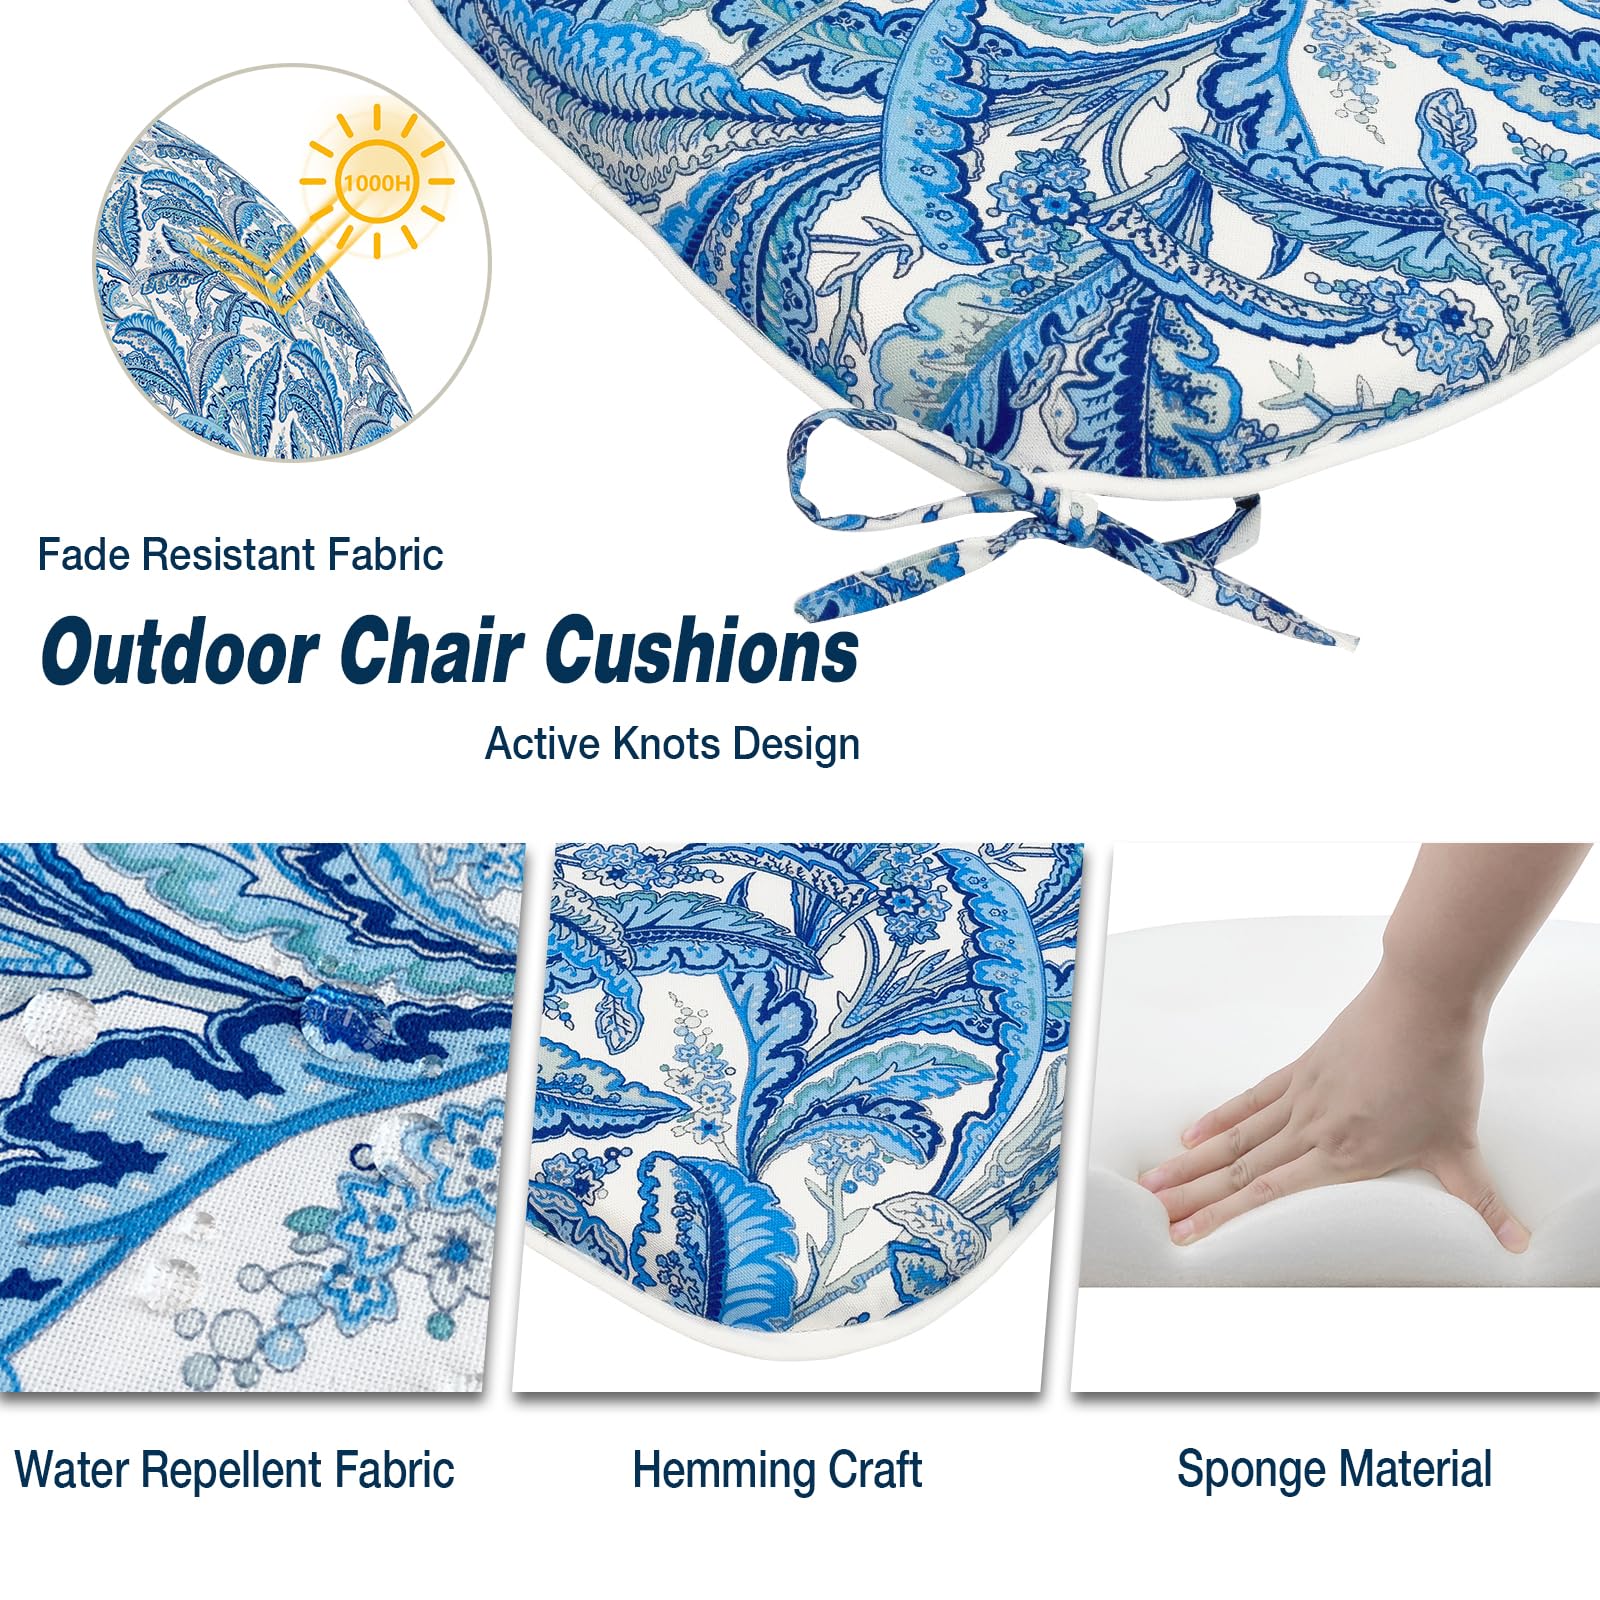 1000H
Fade Resistant Fabric
Outdoor Chair Cushions
Active Knots Design
Water Repellent Fabric
Hemming Craft
Sponge Material